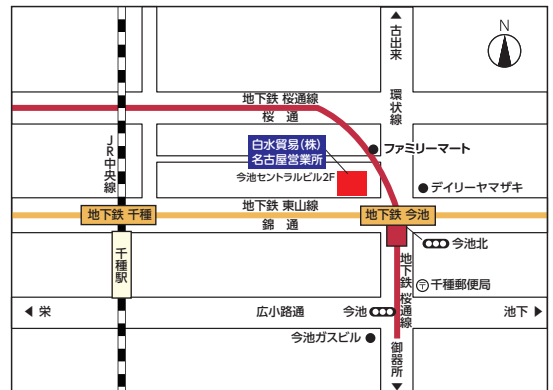 N
古出来
環状線
地下鉄 桜通線
桜 通
JR中央線
白水貿易(株)
名古屋営業所
今池セントラルビル2F
ファミリーマート
デイリーヤマザキ
地下鉄 東山線
地下鉄 千種
地下鉄 今池
錦 通
今池北
千種駅
地下鉄 桜通線
〒千種郵便局
栄
広小路通
今池
池下
今池ガスビル
御器所